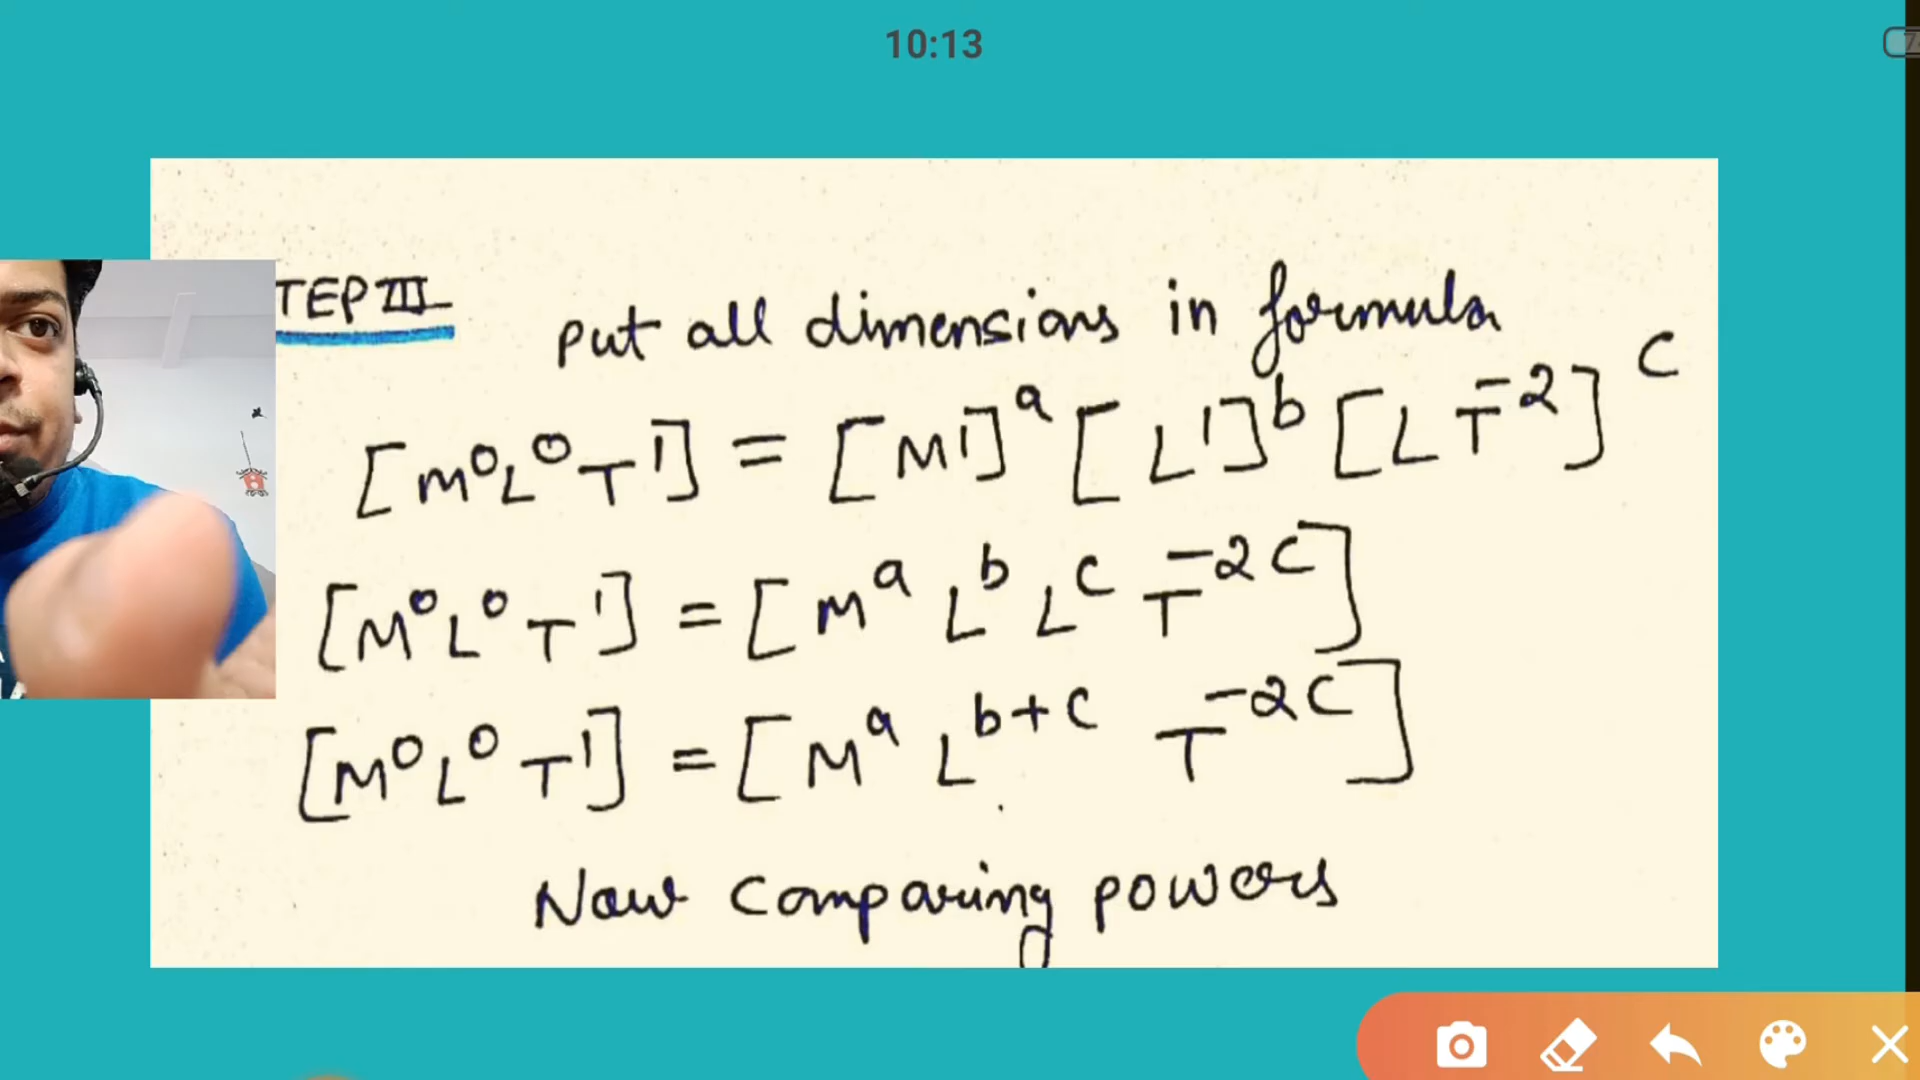 10:13
TEP III put all dimensions in formula
[M⁰L⁰T¹] = [M¹]ᵃ [L¹]ᵇ [LT⁻²]ᶜ
[M⁰L⁰T¹] = [Mᵃ Lᵇ Lᶜ T⁻²ᶜ]
[M⁰L⁰T¹] = [Mᵃ Lᵇ⁺ᶜ T⁻²ᶜ]
Now comparing powers